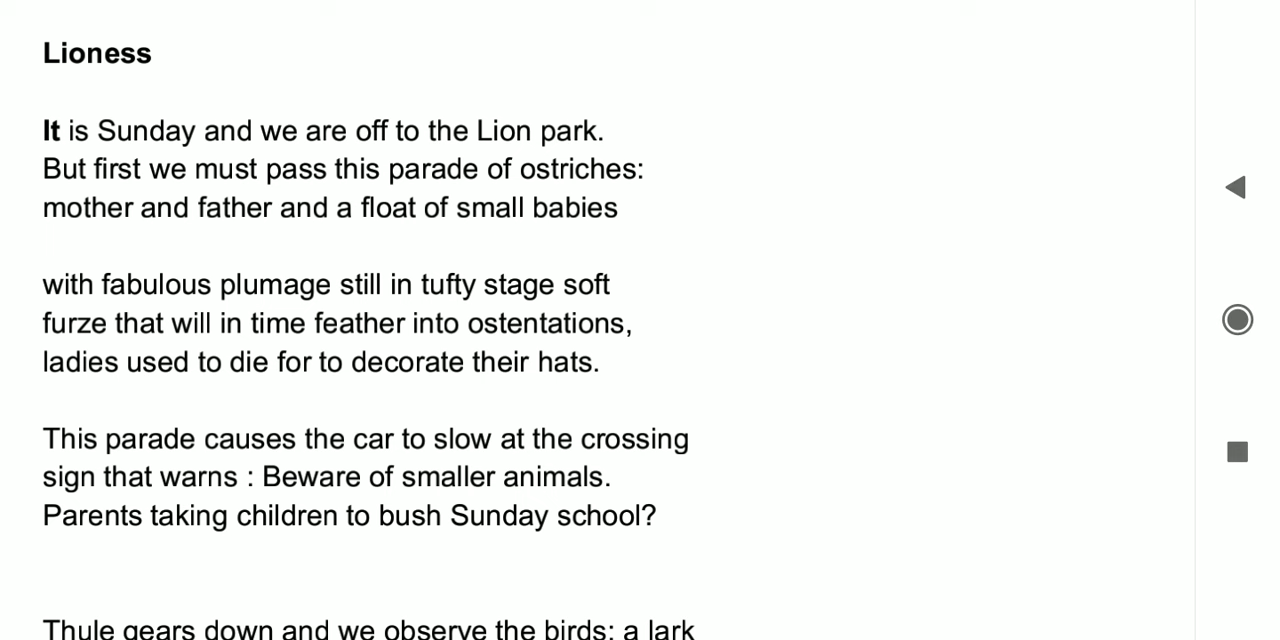 Lioness
It is Sunday and we are off to the Lion park.
But first we must pass this parade of ostriches:
mother and father and a float of small babies
with fabulous plumage still in tufty stage soft
furze that will in time feather into ostentations,
ladies used to die for to decorate their hats.
This parade causes the car to slow at the crossing
sign that warns : Beware of smaller animals.
Parents taking children to bush Sunday school?
Thule gears down and we observe the birds: a lark